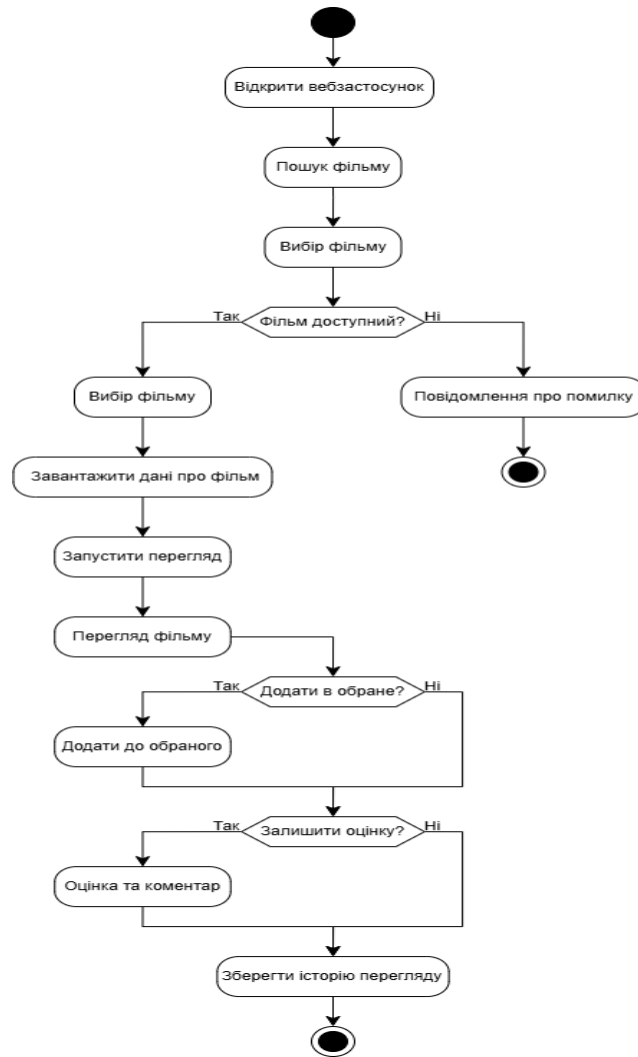 Відкрити вебзастосунок
Пошук фільму
Вибір фільму
Так
Фільм доступний?
Ні
Вибір фільму
Повідомлення про помилку
Завантажити дані про фільм
Запустити перегляд
Перегляд фільму
Так
Додати в обране?
Ні
Додати до обраного
Так
Залишити оцінку?
Ні
Оцінка та коментар
Зберегти історію перегляду